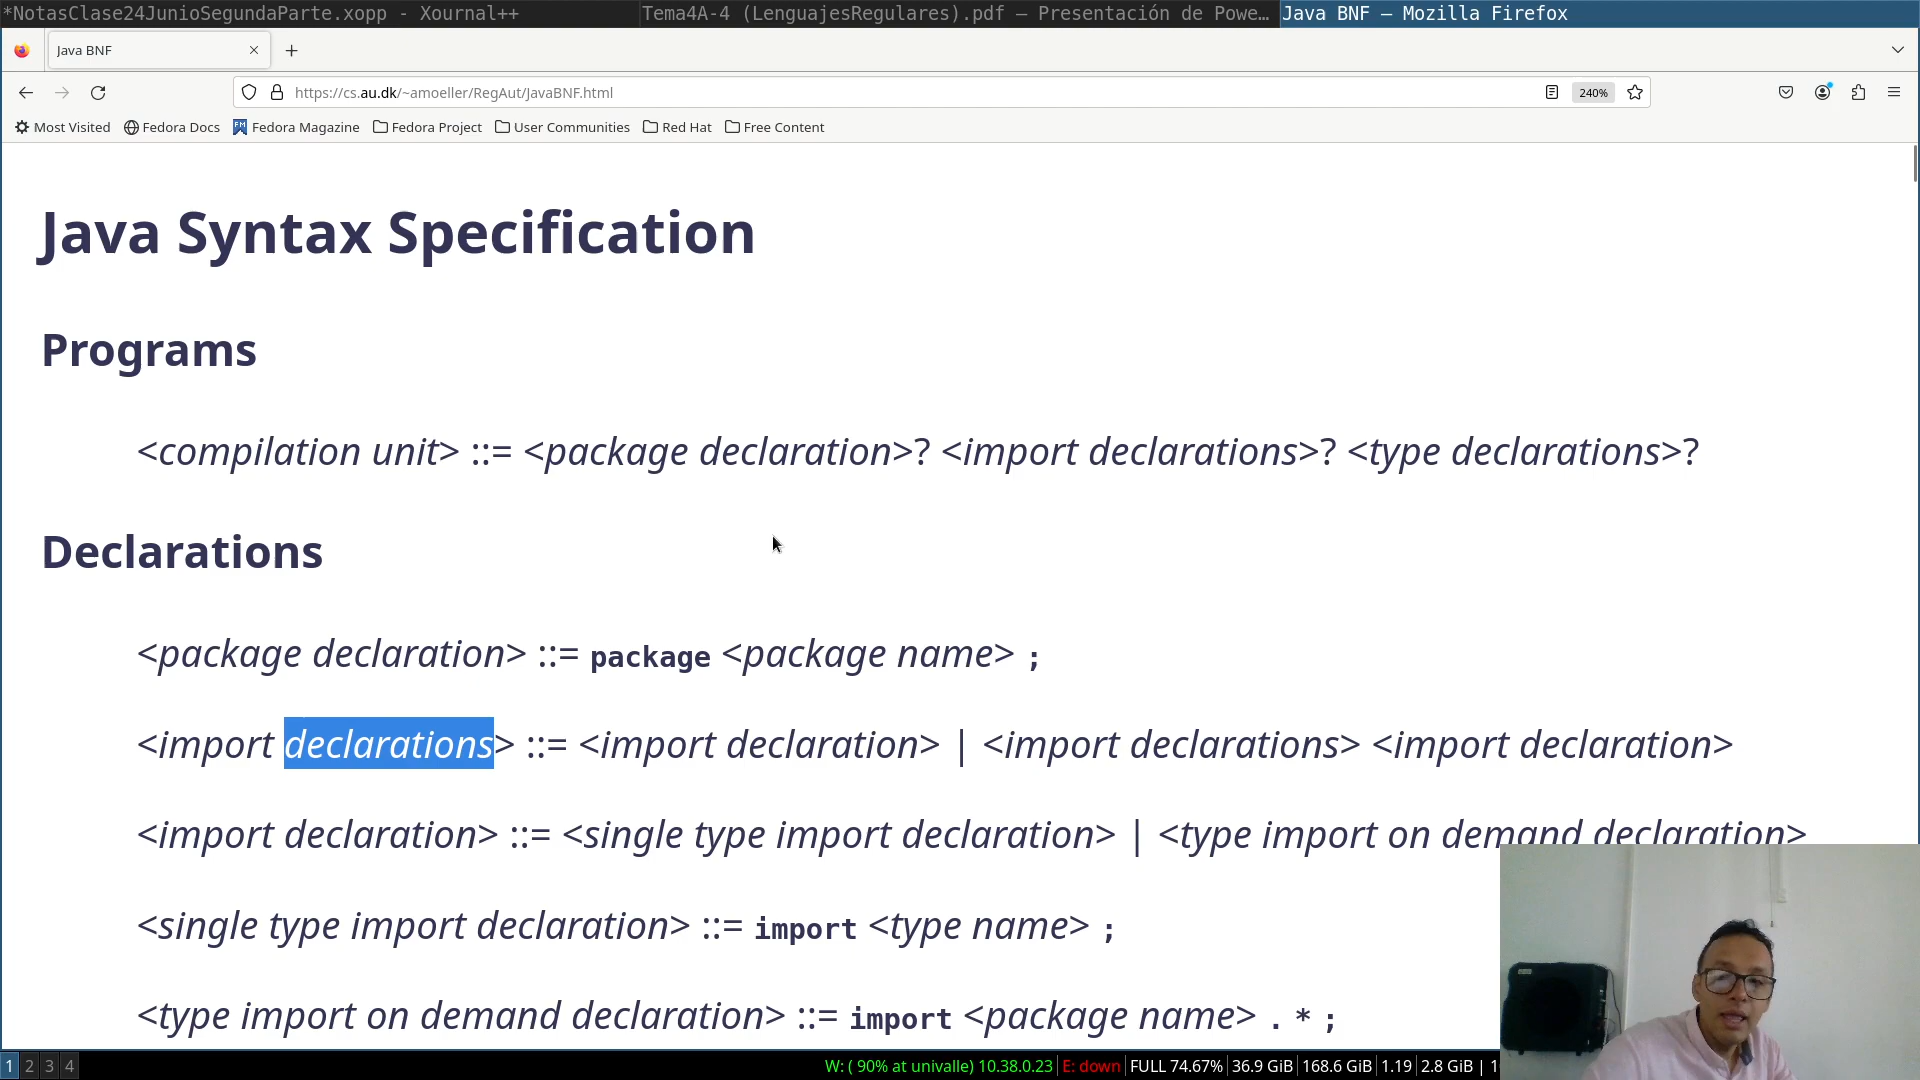 *NotasClase24JunioSegundaParte.xopp - Xournal++
Tema4A-4 (LenguajesRegulares).pdf — Presentación de Powe…
Java BNF — Mozilla Firefox
Java BNF
https://cs.au.dk/~amoeller/RegAut/JavaBNF.html
240%
Most Visited
Fedora Docs
Fedora Magazine
Fedora Project
User Communities
Red Hat
Free Content
Java Syntax Specification
Programs
<compilation unit> ::= <package declaration>? <import declarations>? <type declarations>?
Declarations
<package declaration> ::= package <package name> ;
<import declarations> ::= <import declaration> | <import declarations> <import declaration>
<import declaration> ::= <single type import declaration> | <type import on demand declaration>
<single type import declaration> ::= import <type name> ;
<type import on demand declaration> ::= import <package name> . * ;
1 2 3 4
W: ( 90% at univalle) 10.38.0.23 | E: down | FULL 74.67% | 36.9 GiB | 168.6 GiB | 1.19 | 2.8 GiB | 1